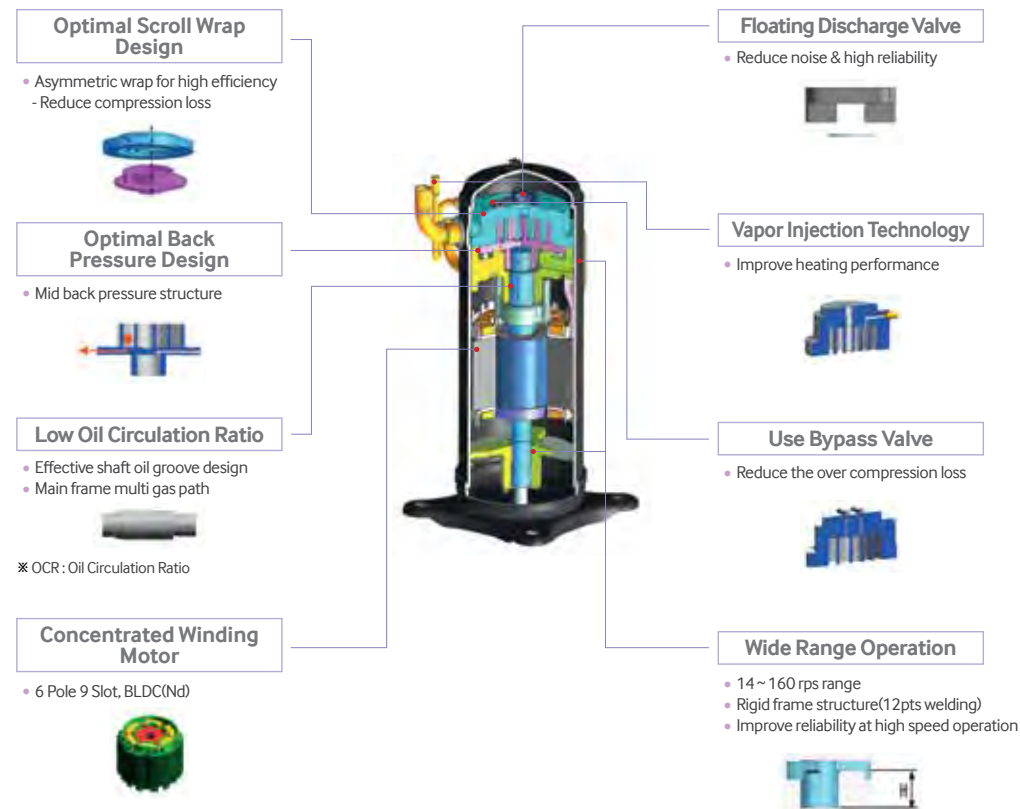 Optimal Scroll Wrap
Design
• Asymmetric wrap for high efficiency
- Reduce compression loss
Optimal Back
Pressure Design
• Mid back pressure structure
Low Oil Circulation Ratio
• Effective shaft oil groove design
• Main frame multi gas path
※ OCR : Oil Circulation Ratio
Concentrated Winding
Motor
• 6 Pole 9 Slot, BLDC(Nd)
Floating Discharge Valve
• Reduce noise & high reliability
Vapor Injection Technology
• Improve heating performance
Use Bypass Valve
• Reduce the over compression loss
Wide Range Operation
• 14 ~ 160 rps range
• Rigid frame structure(12pts welding)
• Improve reliability at high speed operation
H